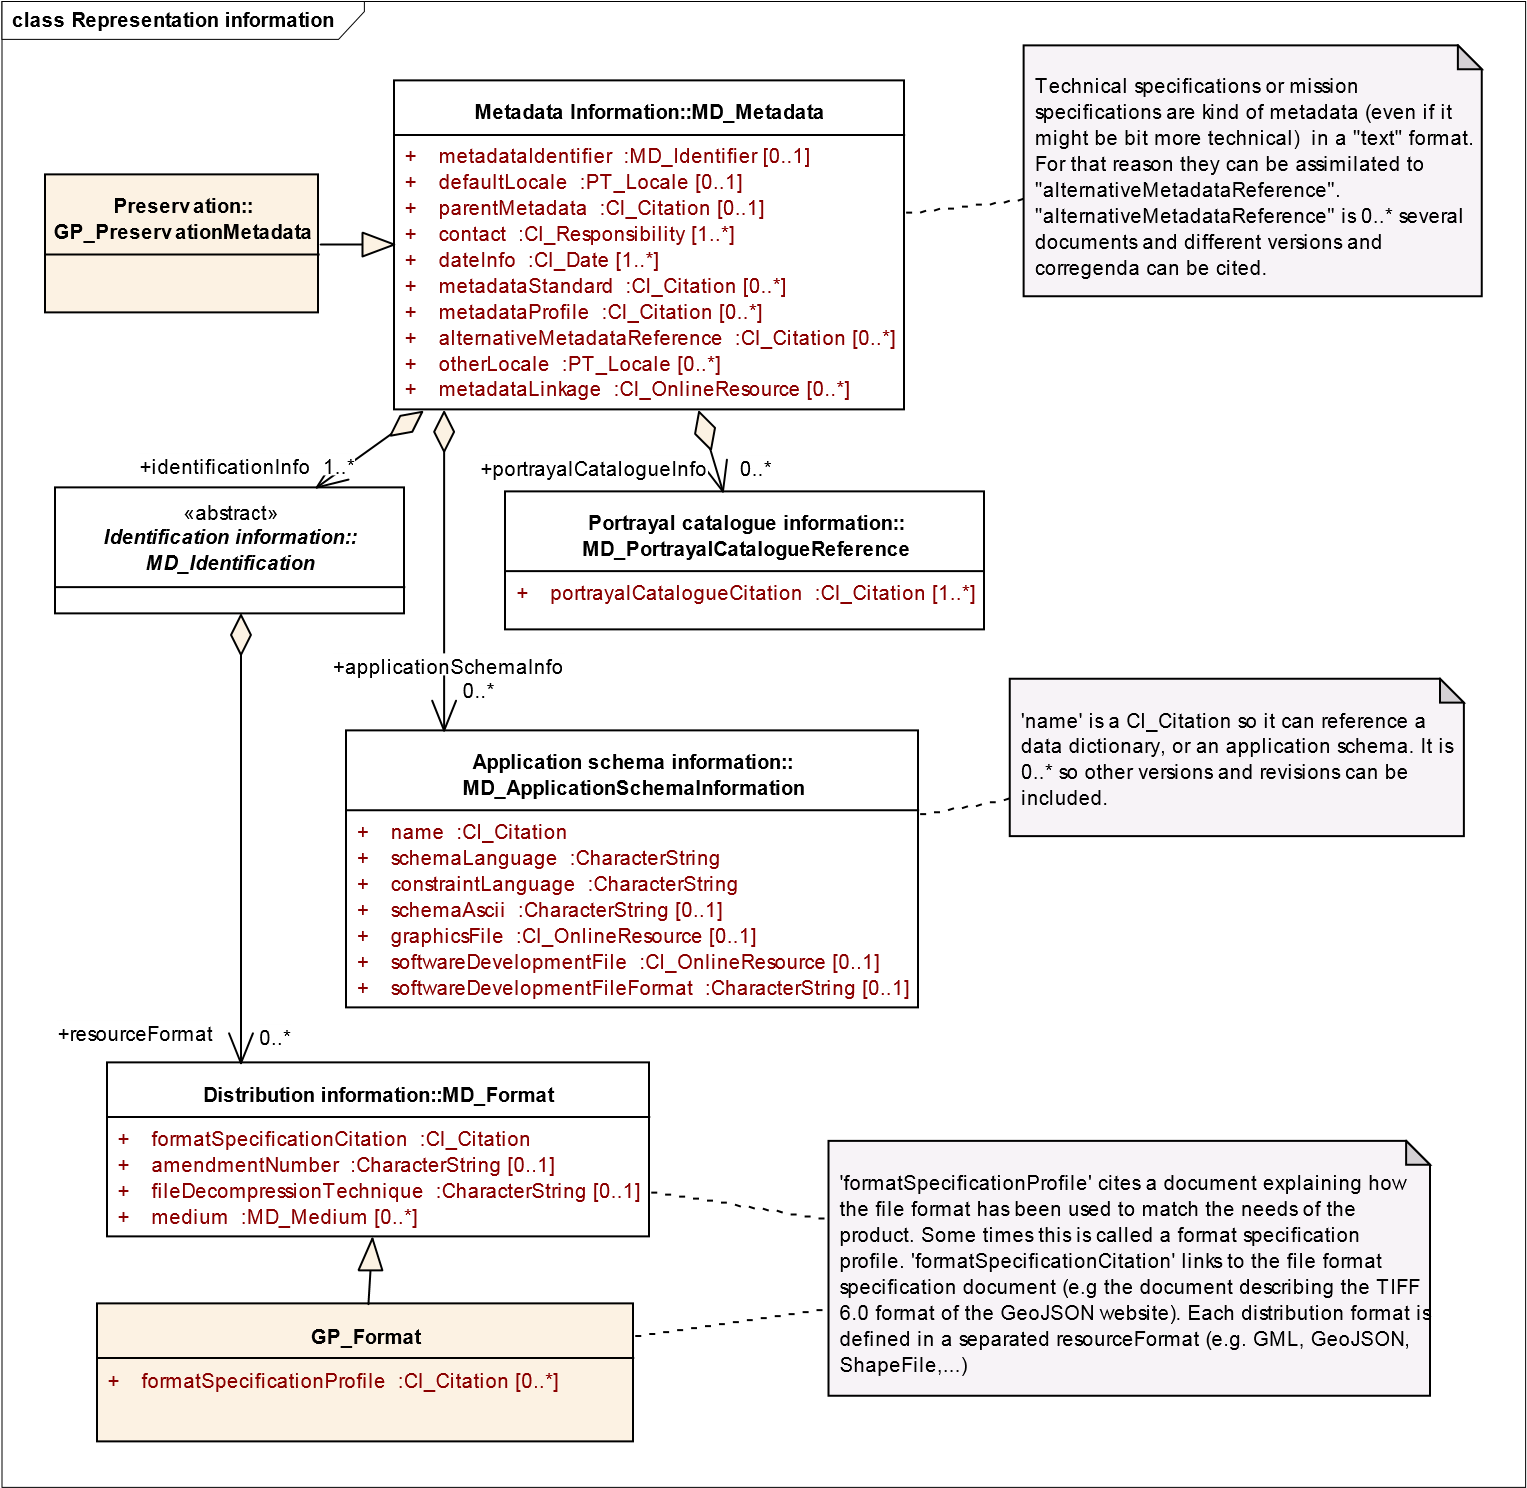 class Representation information
Technical specifications or mission
specifications are kind of metadata (even if it
might be bit more technical)  in a "text" format.
For that reason they can be assimilated to
"alternativeMetadataReference".
"alternativeMetadataReference" is 0..* several
documents and different versions and
corregenda can be cited.
Metadata Information::MD_Metadata
+ metadataIdentifier :MD_Identifier [0..1]
+ defaultLocale :PT_Locale [0..1]
+ parentMetadata :CI_Citation [0..1]
+ contact :CI_Responsibility [1..*]
+ dateInfo :CI_Date [1..*]
+ metadataStandard :CI_Citation [0..*]
+ metadataProfile :CI_Citation [0..*]
+ alternativeMetadataReference :CI_Citation [0..*]
+ otherLocale :PT_Locale [0..*]
+ metadataLinkage :CI_OnlineResource [0..*]
Preservation::
GP_PreservationMetadata
+identificationInfo 1..*
+portrayalCatalogueInfo 0..*
«abstract»
Identification information::
MD_Identification
Portrayal catalogue information::
MD_PortrayalCatalogueReference
+ portrayalCatalogueCitation :CI_Citation [1..*]
+applicationSchemaInfo
0..*
'name' is a CI_Citation so it can reference a
data dictionary, or an application schema. It is
0..* so other versions and revisions can be
included.
Application schema information::
MD_ApplicationSchemaInformation
+ name :CI_Citation
+ schemaLanguage :CharacterString
+ constraintLanguage :CharacterString
+ schemaAscii :CharacterString [0..1]
+ graphicsFile :CI_OnlineResource [0..1]
+ softwareDevelopmentFile :CI_OnlineResource [0..1]
+ softwareDevelopmentFileFormat :CharacterString [0..1]
+resourceFormat 0..*
Distribution information::MD_Format
+ formatSpecificationCitation :CI_Citation
+ amendmentNumber :CharacterString [0..1]
+ fileDecompressionTechnique :CharacterString [0..1]
+ medium :MD_Medium [0..*]
'formatSpecificationProfile' cites a document explaining how
the file format has been used to match the needs of the
product. Some times this is called a format specification
profile. 'formatSpecificationCitation' links to the file format
specification document (e.g the document describing the TIFF
6.0 format of the GeoJSON website). Each distribution format is
defined in a separated resourceFormat (e.g. GML, GeoJSON,
ShapeFile,...)
GP_Format
+ formatSpecificationProfile :CI_Citation [0..*]